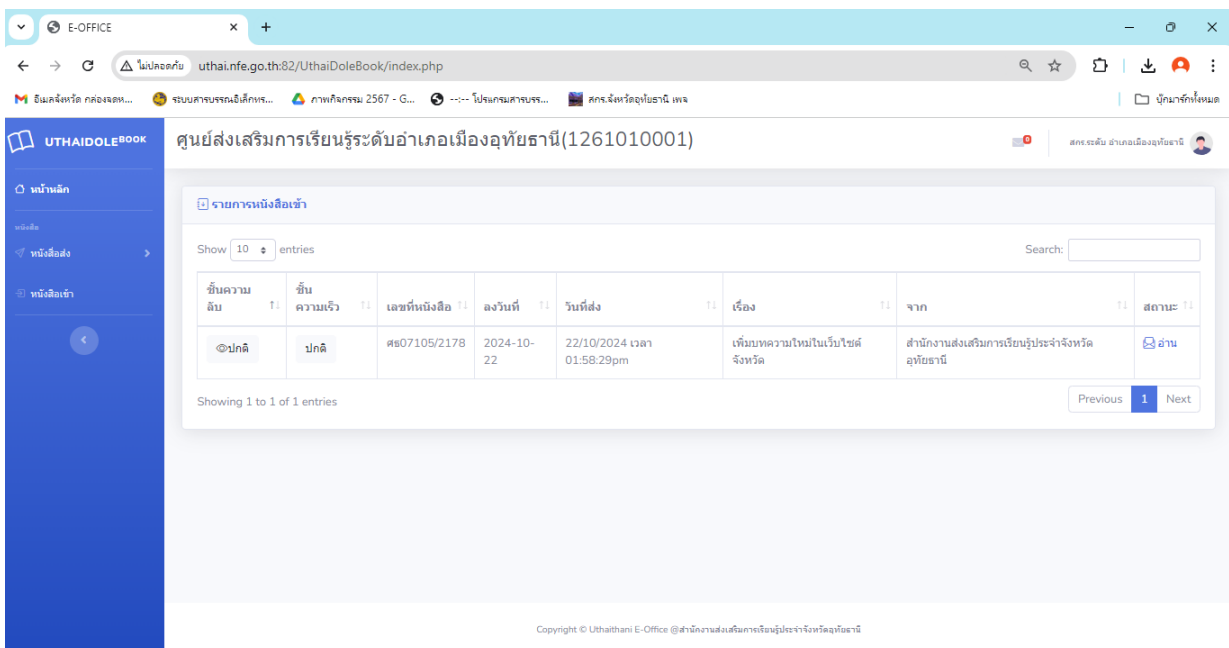 E-OFFICE
ไม่ปลอดภัย uthai.nfe.go.th:82/UthaiDoleBook/index.php
อีเมลจังหวัด กล่องจดห... ระบบสารบรรณอิเล็กทร... ภาพกิจกรรม 2567 - G... --:-- โปรแกรมสารบรร... สกร.จังหวัดอุทัยธานี เพจ บุ๊กมาร์กทั้งหมด
UTHAIDOLEBOOK ศูนย์ส่งเสริมการเรียนรู้ระดับอำเภอเมืองอุทัยธานี(1261010001) 0 สกร.ระดับ อำเภอเมืองอุทัยธานี
หน้าหลัก
รายการหนังสือเข้า
หนังสือ
หนังสือส่ง
Show 10 entries Search:
หนังสือเข้า
ชั้นความลับ ชั้นความเร็ว เลขที่หนังสือ ลงวันที่ วันที่ส่ง เรื่อง จาก สถานะ
ปกติ ปกติ ศธ07105/2178 2024-10-22 22/10/2024 เวลา 01:58:29pm เพิ่มบทความใหม่ในเว็บไซต์จังหวัด สำนักงานส่งเสริมการเรียนรู้ประจำจังหวัดอุทัยธานี อ่าน
Showing 1 to 1 of 1 entries Previous 1 Next
Copyright © Uthaithani E-Office @สำนักงานส่งเสริมการเรียนรู้ประจำจังหวัดอุทัยธานี